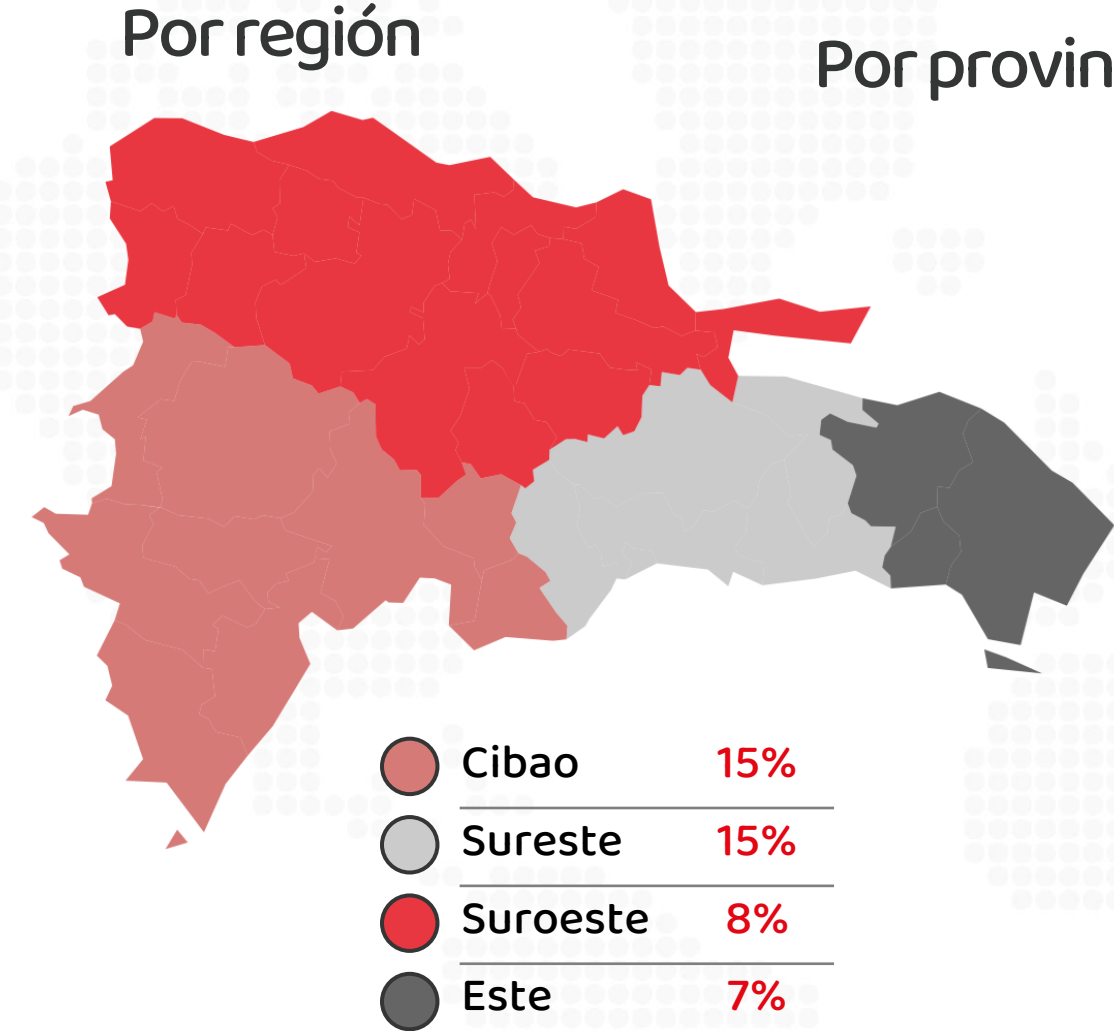 Por región
Por provin
Cibao 15%
Sureste 15%
Suroeste 8%
Este 7%